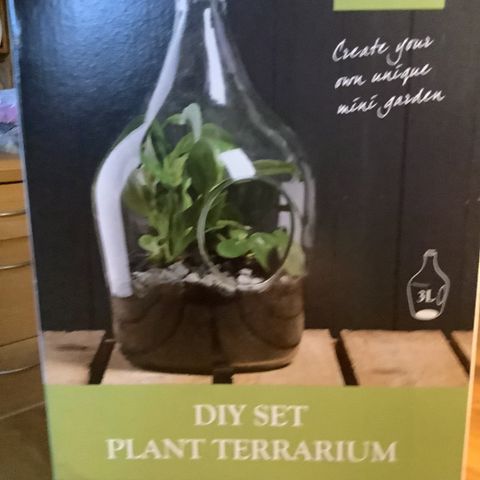 Create your
own unique
mini garden
3L
DIY SET
PLANT TERRARIUM